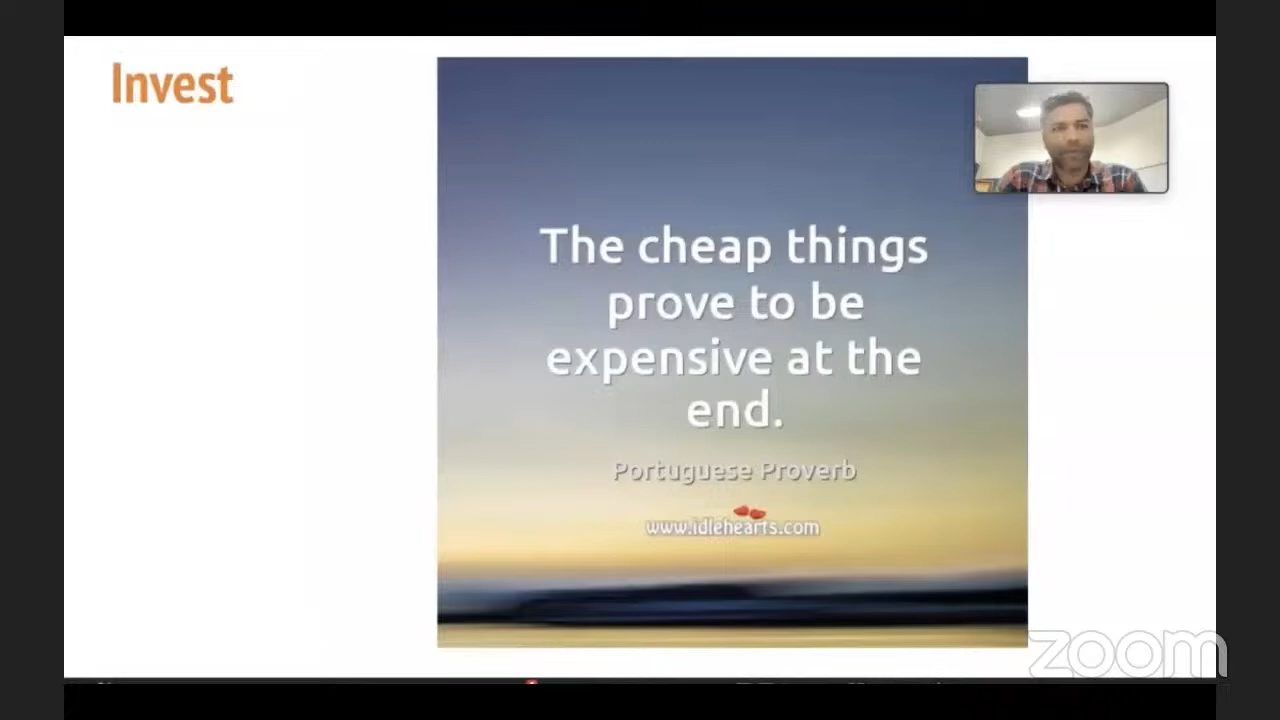 Invest
The cheap things
prove to be
expensive at the
end.
Portuguese Proverb
www.idlehearts.com
zoom